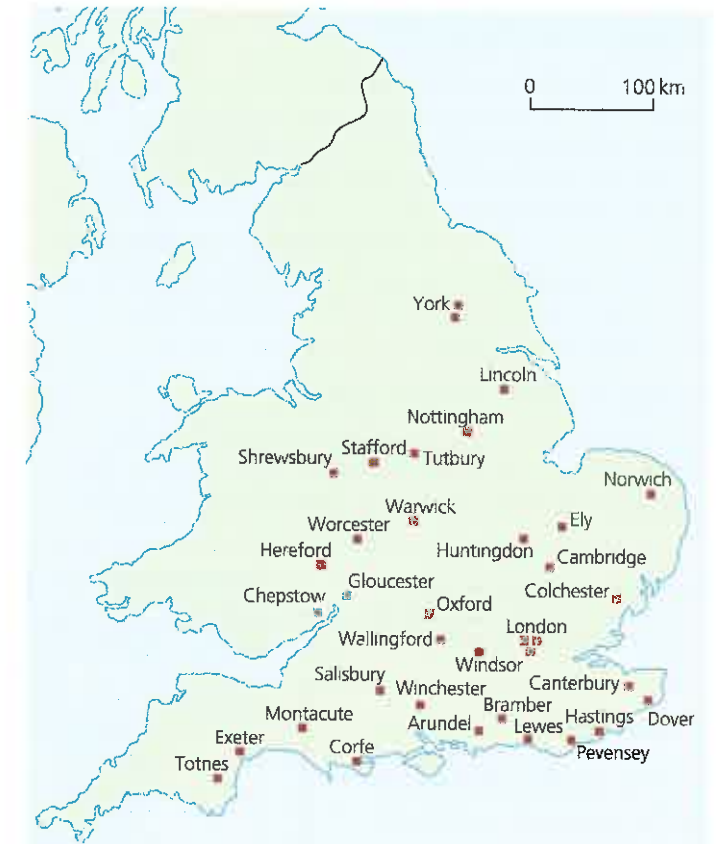 0 100 km
York
Lincoln
Nottingham
Stafford
Tutbury
Shrewsbury
Norwich
Warwick
Ely
Worcester
Huntingdon
Hereford
Cambridge
Gloucester
Colchester
Chepstow
Oxford
London
Wallingford
Windsor
Salisbury
Canterbury
Winchester
Bramber
Montacute
Arundel
Lewes
Hastings
Dover
Exeter
Corfe
Pevensey
Totnes